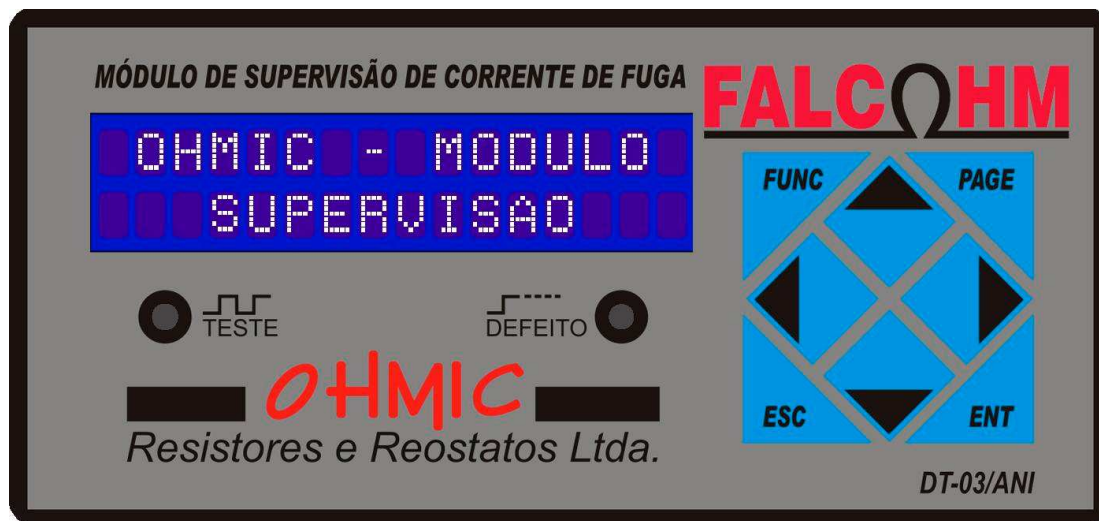 MÓDULO DE SUPERVISÃO DE CORRENTE DE FUGA
FALCΩHM
OHMIC - MODULO
SUPERVISAO
FUNC
PAGE
TESTE
DEFEITO
OHMIC
Resistores e Reostatos Ltda.
ESC
ENT
DT-03/ANI